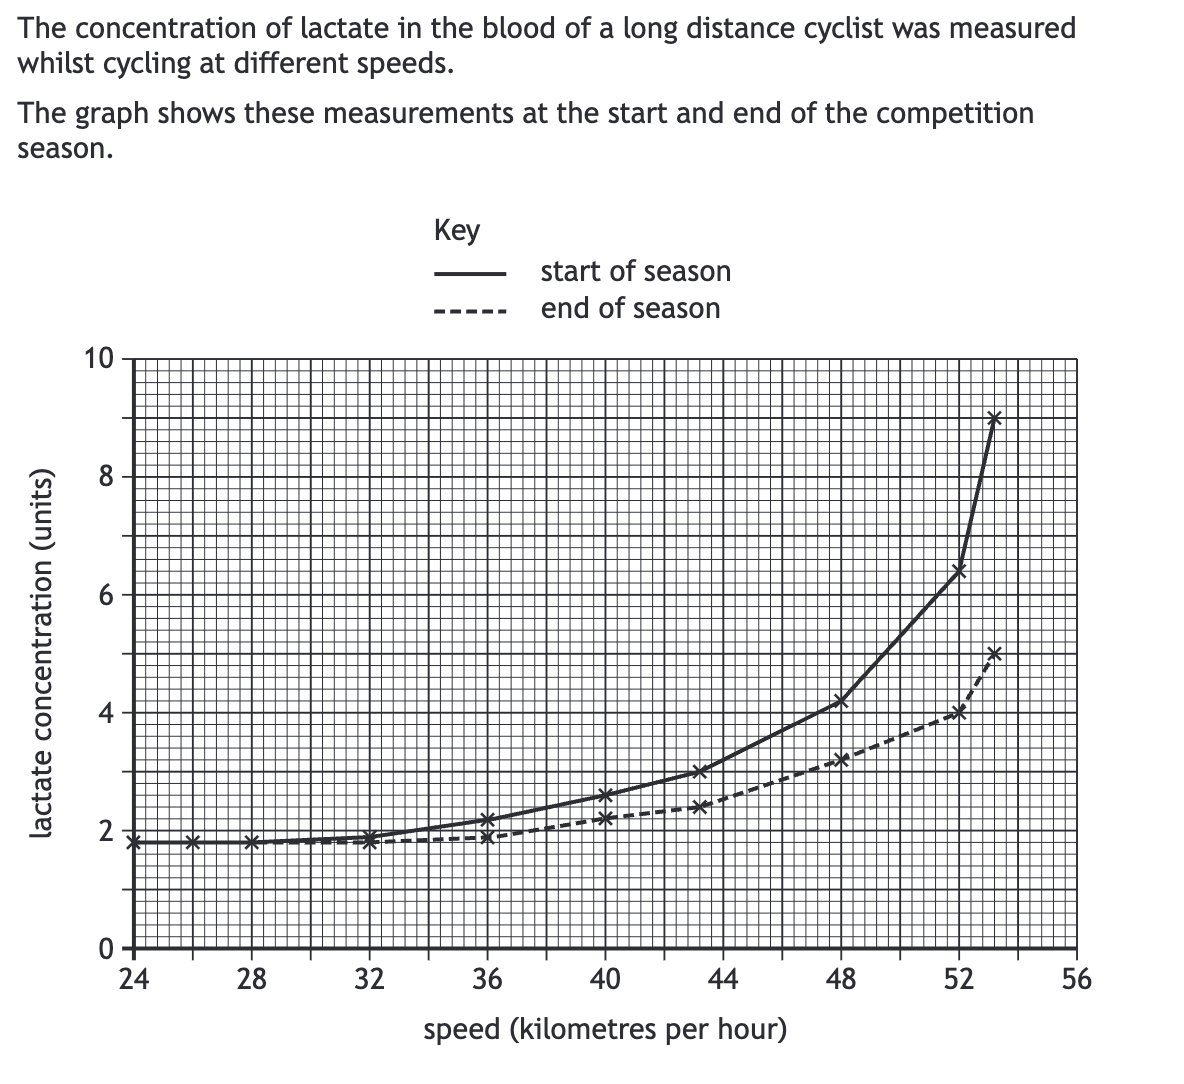 The concentration of lactate in the blood of a long distance cyclist was measured
whilst cycling at different speeds.
The graph shows these measurements at the start and end of the competition
season.
Key
start of season
end of season
10
8
6
4
2
0
lactate concentration (units)
24 28 32 36 40 44 48 52 56
speed (kilometres per hour)